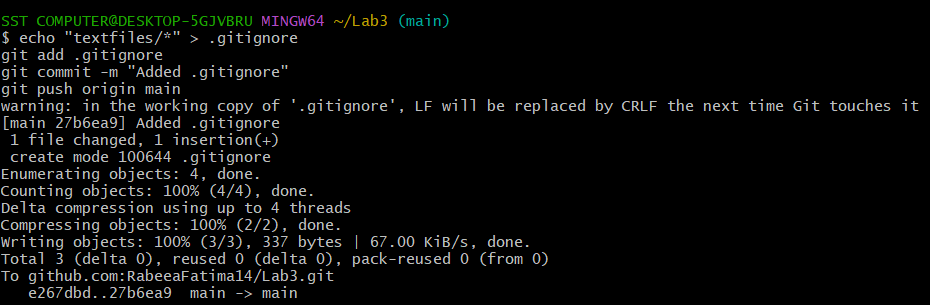 SST COMPUTER@DESKTOP-5GJVBRU MINGW64 ~/Lab3 (main)
$ echo "textfiles/*" > .gitignore
git add .gitignore
git commit -m "Added .gitignore"
git push origin main
warning: in the working copy of '.gitignore', LF will be replaced by CRLF the next time Git touches it
[main 27b6ea9] Added .gitignore
 1 file changed, 1 insertion(+)
 create mode 100644 .gitignore
Enumerating objects: 4, done.
Counting objects: 100% (4/4), done.
Delta compression using up to 4 threads
Compressing objects: 100% (2/2), done.
Writing objects: 100% (3/3), 337 bytes | 67.00 KiB/s, done.
Total 3 (delta 0), reused 0 (delta 0), pack-reused 0 (from 0)
To github.com:RabeeaFatima14/Lab3.git
   e267dbd..27b6ea9  main -> main